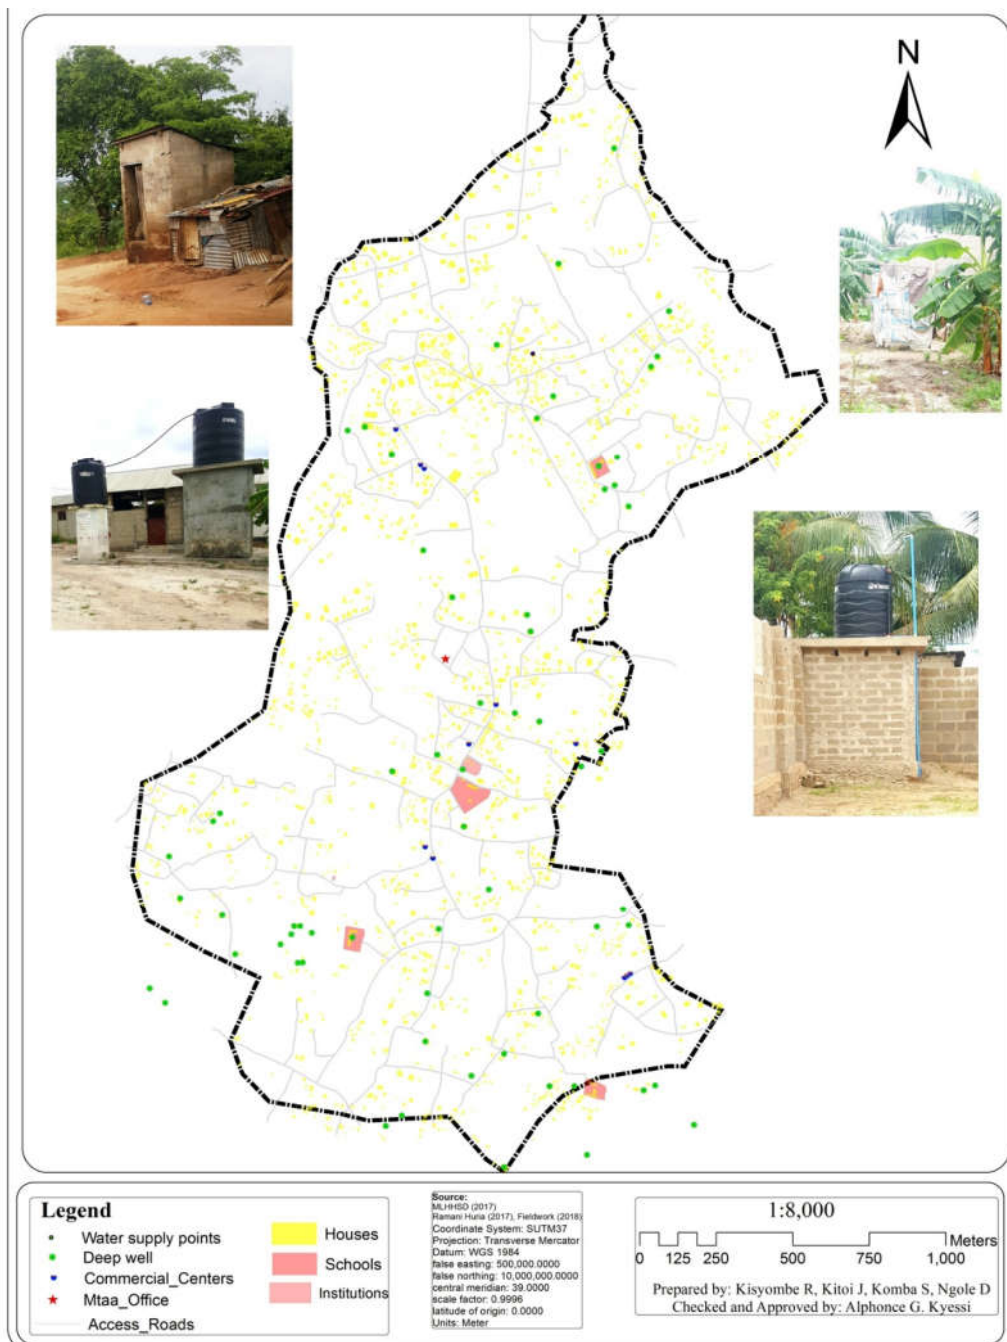 N
Legend
Water supply points
Deep well
Commercial_Centers
Mtaa_Office
Access_Roads
Houses
Schools
Institutions
Source:
MLHHSD (2017)
Ramani Huria (2017), Fieldwork (2018)
Coordinate System: SUTM37
Projection: Transverse Mercator
Datum: WGS 1984
false easting: 500,000.0000
false northing: 10,000,000.0000
central meridian: 39.0000
scale factor: 0.9996
latitude of origin: 0.0000
Units: Meter
1:8,000
Meters
0 125 250 500 750 1,000
Prepared by: Kisyombe R, Kitoi J, Komba S, Ngole D
Checked and Approved by: Alphonce G. Kyessi